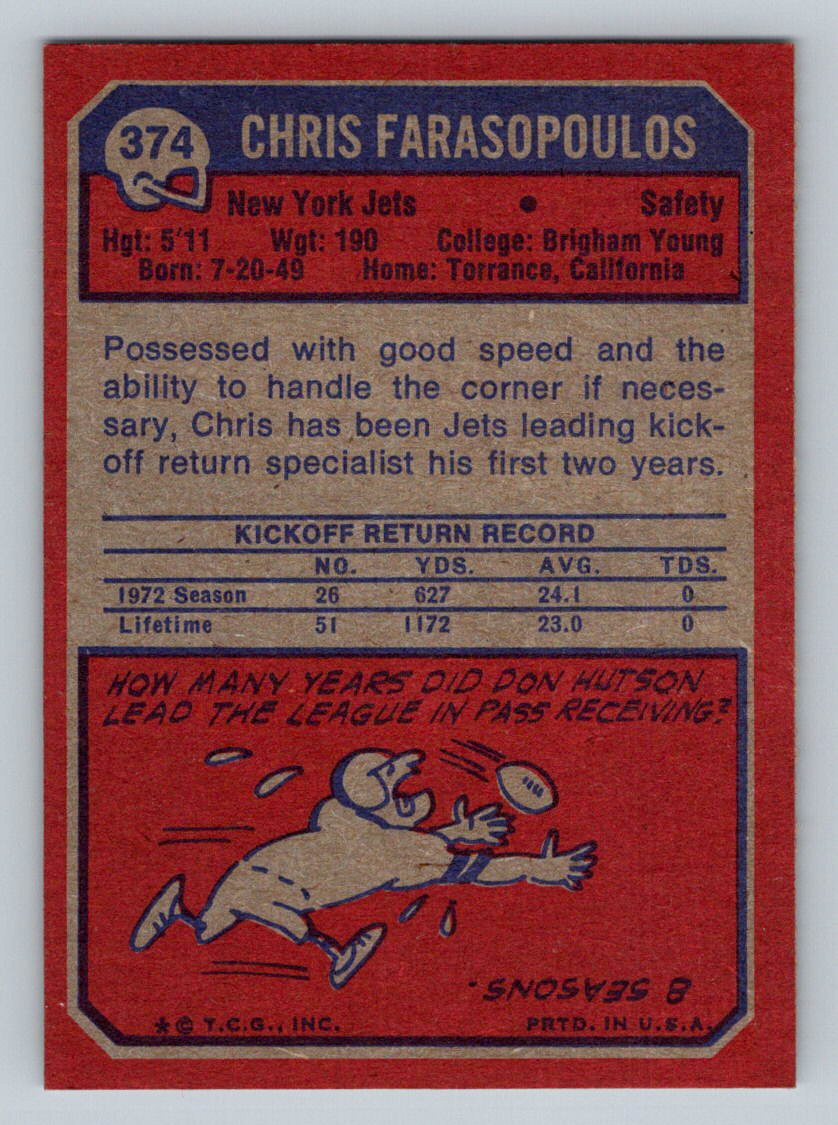 374
CHRIS FARASOPOULOS
New York Jets • Safety
Hgt: 5'11 Wgt: 190 College: Brigham Young
Born: 7-20-49 Home: Torrance, California
Possessed with good speed and the
ability to handle the corner if neces-
sary, Chris has been Jets leading kick-
off return specialist his first two years.
KICKOFF RETURN RECORD
NO. YDS. AVG. TDS.
1972 Season 26 627 24.1 0
Lifetime 51 1172 23.0 0
HOW MANY YEARS DID DON HUTSON
LEAD THE LEAGUE IN PASS RECEIVING?
8 SEASONS.
* © T.C.G., INC. PRTD. IN U.S.A.